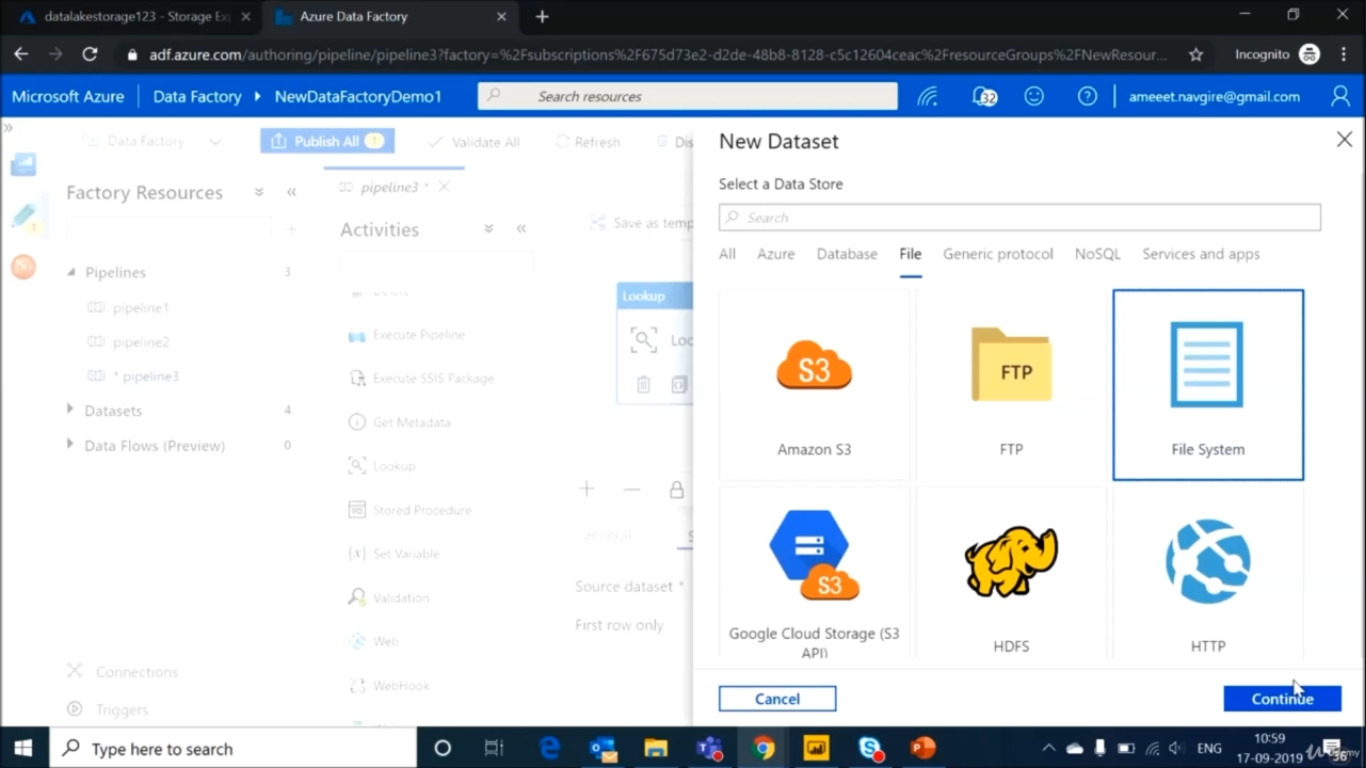 datalakestorage123 - Storage Ex
Azure Data Factory
adf.azure.com/authoring/pipeline/pipeline3?factory=%2Fsubscriptions%2F675d73e2-d2de-48b8-8128-c5c12604ceac%2FresourceGroups%2FNewResour...
Incognito
Microsoft Azure
Data Factory
NewDataFactoryDemo1
Search resources
32
ameeet.navgire@gmail.com
Data Factory
Publish All
1
Validate All
Refresh
Dis
Factory Resources
Pipelines 3
pipeline1
pipeline2
* pipeline3
Datasets 4
Data Flows (Preview) 0
Connections
Triggers
pipeline3 *
Activities
Delete
Execute Pipeline
Execute SSIS Package
Get Metadata
Lookup
Stored Procedure
Set Variable
Validation
Web
WebHook
Save as temp
Lookup
Loo
General
S
Source dataset *
First row only
New Dataset
Select a Data Store
Search
All
Azure
Database
File
Generic protocol
NoSQL
Services and apps
S3
Amazon S3
FTP
FTP
File System
S3
Google Cloud Storage (S3
API)
HDFS
HTTP
Cancel
Continue
Type here to search
ENG
10:59
17-09-2019
36